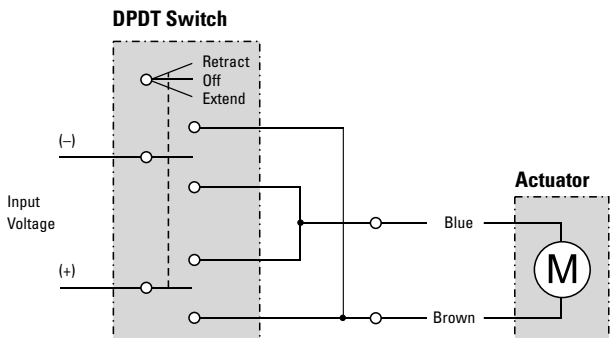 DPDT Switch
Retract
Off
Extend
(–)
Input
Voltage
(+)
Actuator
Blue
M
Brown